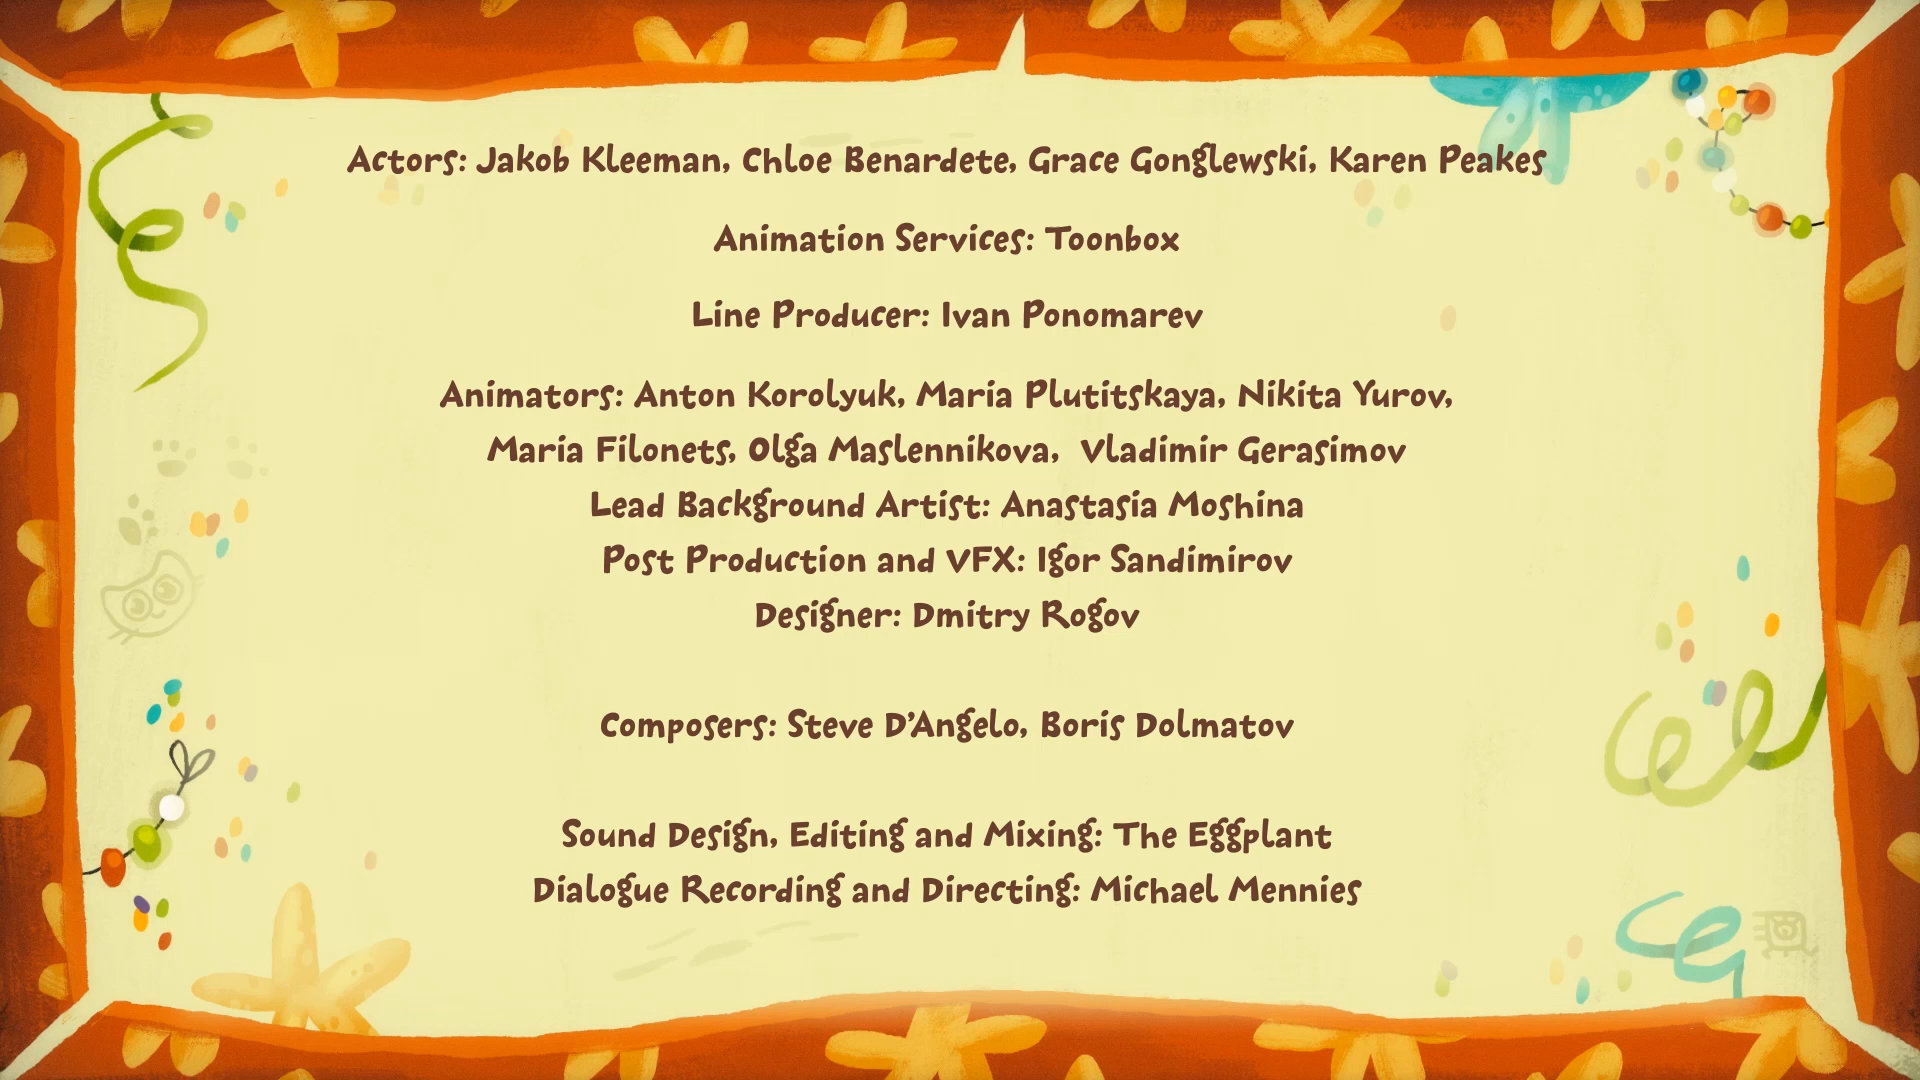 Actors: Jakob Kleeman, Chloe Benardete, Grace Gonglewski, Karen Peakes
Animation Services: Toonbox
Line Producer: Ivan Ponomarev
Animators: Anton Korolyuk, Maria Plutitskaya, Nikita Yurov,
Maria Filonets, Olga Maslennikova,  Vladimir Gerasimov
Lead Background Artist: Anastasia Moshina
Post Production and VFX: Igor Sandimirov
Designer: Dmitry Rogov
Composers: Steve D’Angelo, Boris Dolmatov
Sound Design, Editing and Mixing: The Eggplant
Dialogue Recording and Directing: Michael Mennies